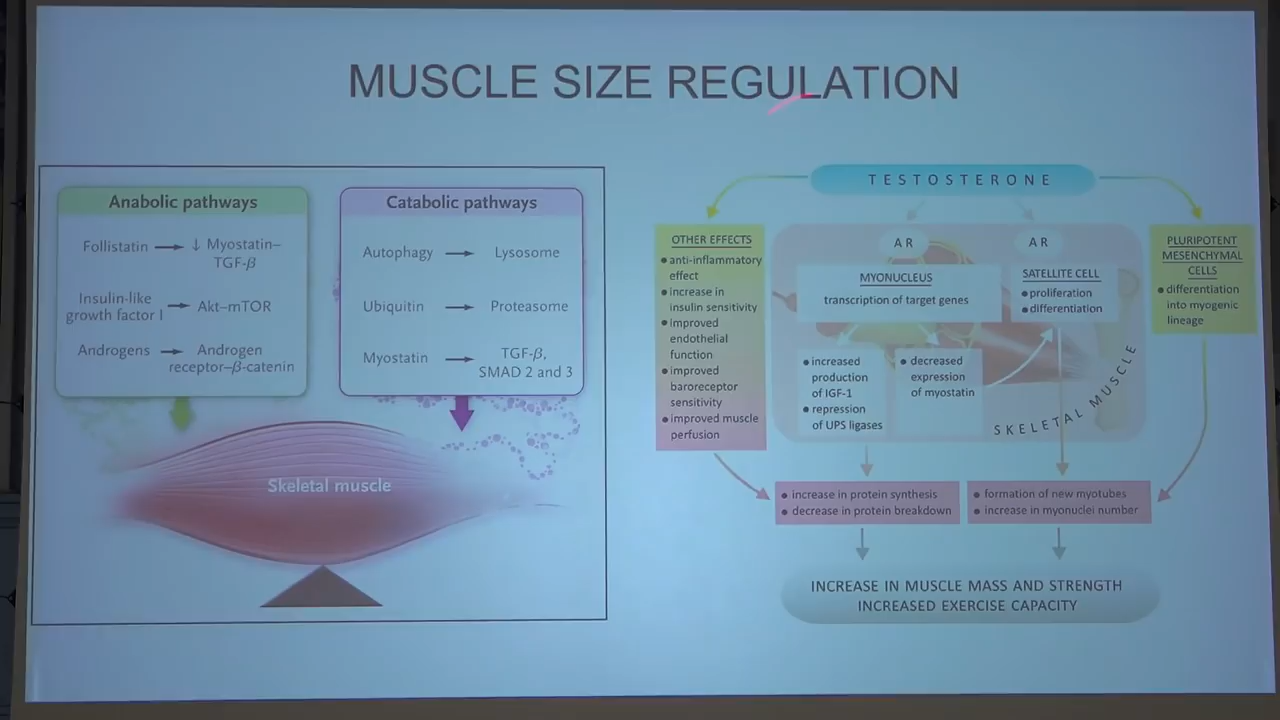 MUSCLE SIZE REGULATION
Anabolic pathways
Follistatin → ↓ Myostatin–
TGF-β
Insulin-like
growth factor I → Akt–mTOR
Androgens → Androgen
receptor–β-catenin
Catabolic pathways
Autophagy → Lysosome
Ubiquitin → Proteasome
Myostatin → TGF-β,
SMAD 2 and 3
Skeletal muscle
TESTOSTERONE
OTHER EFFECTS
• anti-inflammatory
effect
• increase in
insulin sensitivity
• improved
endothelial
function
• improved
baroreceptor
sensitivity
• improved muscle
perfusion
AR
MYONUCLEUS
transcription of target genes
AR
SATELLITE CELL
• proliferation
• differentiation
• increased
production
of IGF-1
• repression
of UPS ligases
• decreased
expression
of myostatin
SKELETAL MUSCLE
PLURIPOTENT
MESENCHYMAL
CELLS
• differentiation
into myogenic
lineage
• increase in protein synthesis
• decrease in protein breakdown
• formation of new myotubes
• increase in myonuclei number
INCREASE IN MUSCLE MASS AND STRENGTH
INCREASED EXERCISE CAPACITY